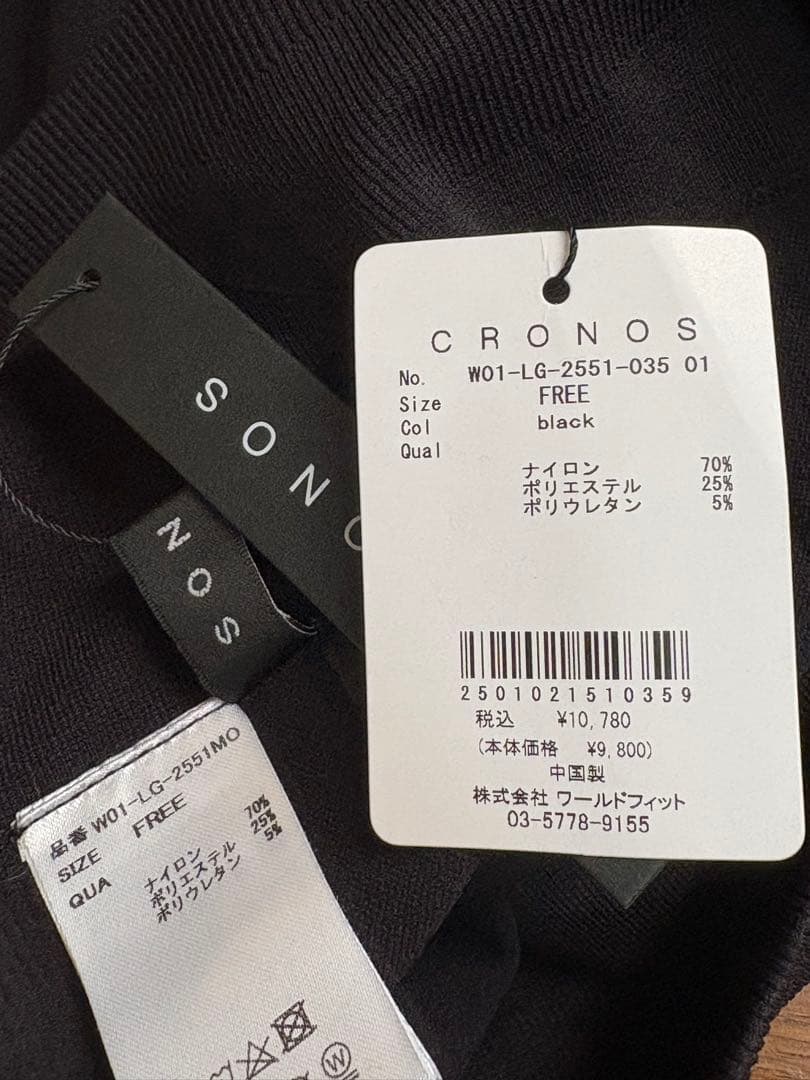 CRONOS
No. W01-LG-2551-035 01
Size FREE
Col black
Qual
ナイロン 70%
ポリエステル 25%
ポリウレタン 5%
2501021510359
税込 ¥10,780
(本体価格 ¥9,800)
中国製
株式会社 ワールドフィット
03-5778-9155
SONO
NOS
品番 W01-LG-2551MO
SIZE FREE
QUA
ナイロン 70%
ポリエステル 25%
ポリウレタン 5%
W